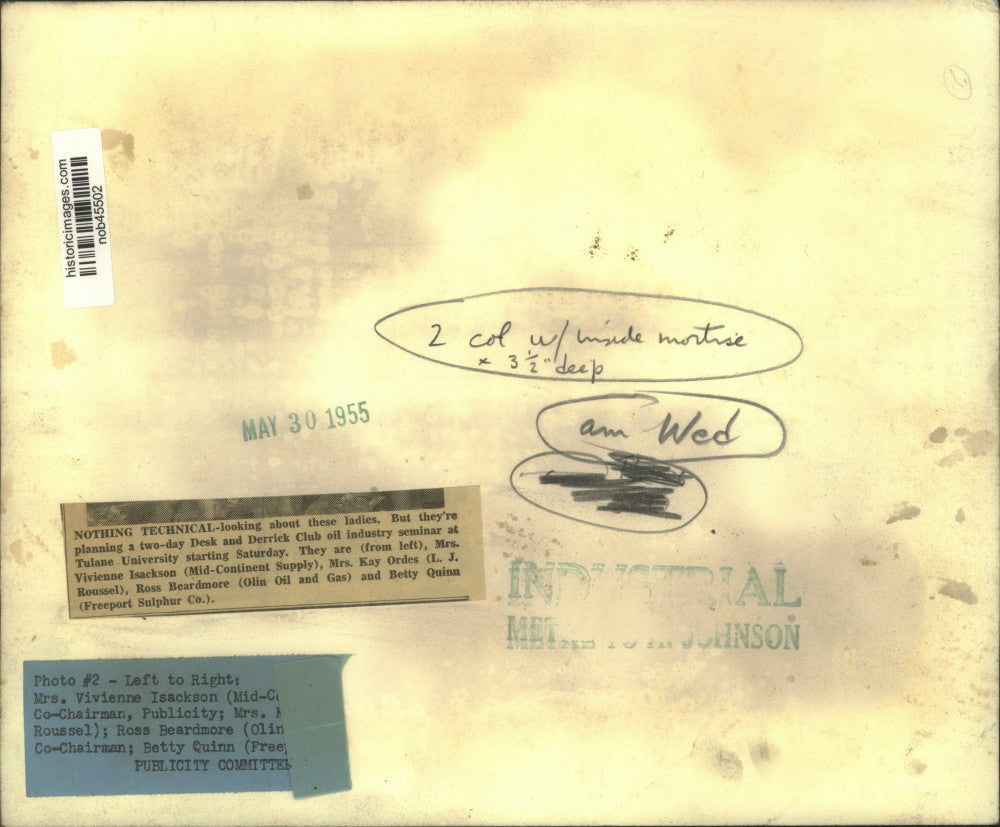 historicimages.com
nob45502
2 col w/ inside mortise
x 3 1/2" deep
am Wed
MAY 30 1955
NOTHING TECHNICAL-looking about these ladies. But they're
planning a two-day Desk and Derrick Club oil industry seminar at
Tulane University starting Saturday. They are (from left), Mrs.
Vivienne Isackson (Mid-Continent Supply), Mrs. Kay Ordes (L. J.
Roussel), Ross Beardmore (Olin Oil and Gas) and Betty Quinn
(Freeport Sulphur Co.).
INDUSTRIAL
JOHNSON
Photo #2 - Left to Right:
Mrs. Vivienne Isackson (Mid-Co
Co-Chairman, Publicity; Mrs. K
Roussel); Ross Beardmore (Olin
Co-Chairman; Betty Quinn (Free
PUBLICITY COMMITTEE